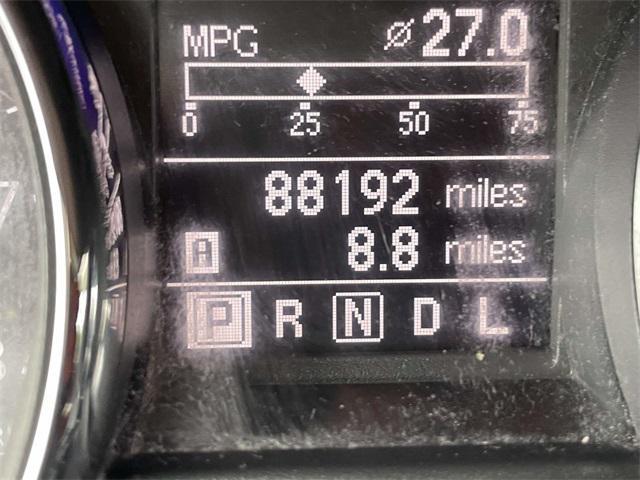 MPG ⌀27.0
0 25 50 75
88192 miles
A 8.8 miles
P R N D L